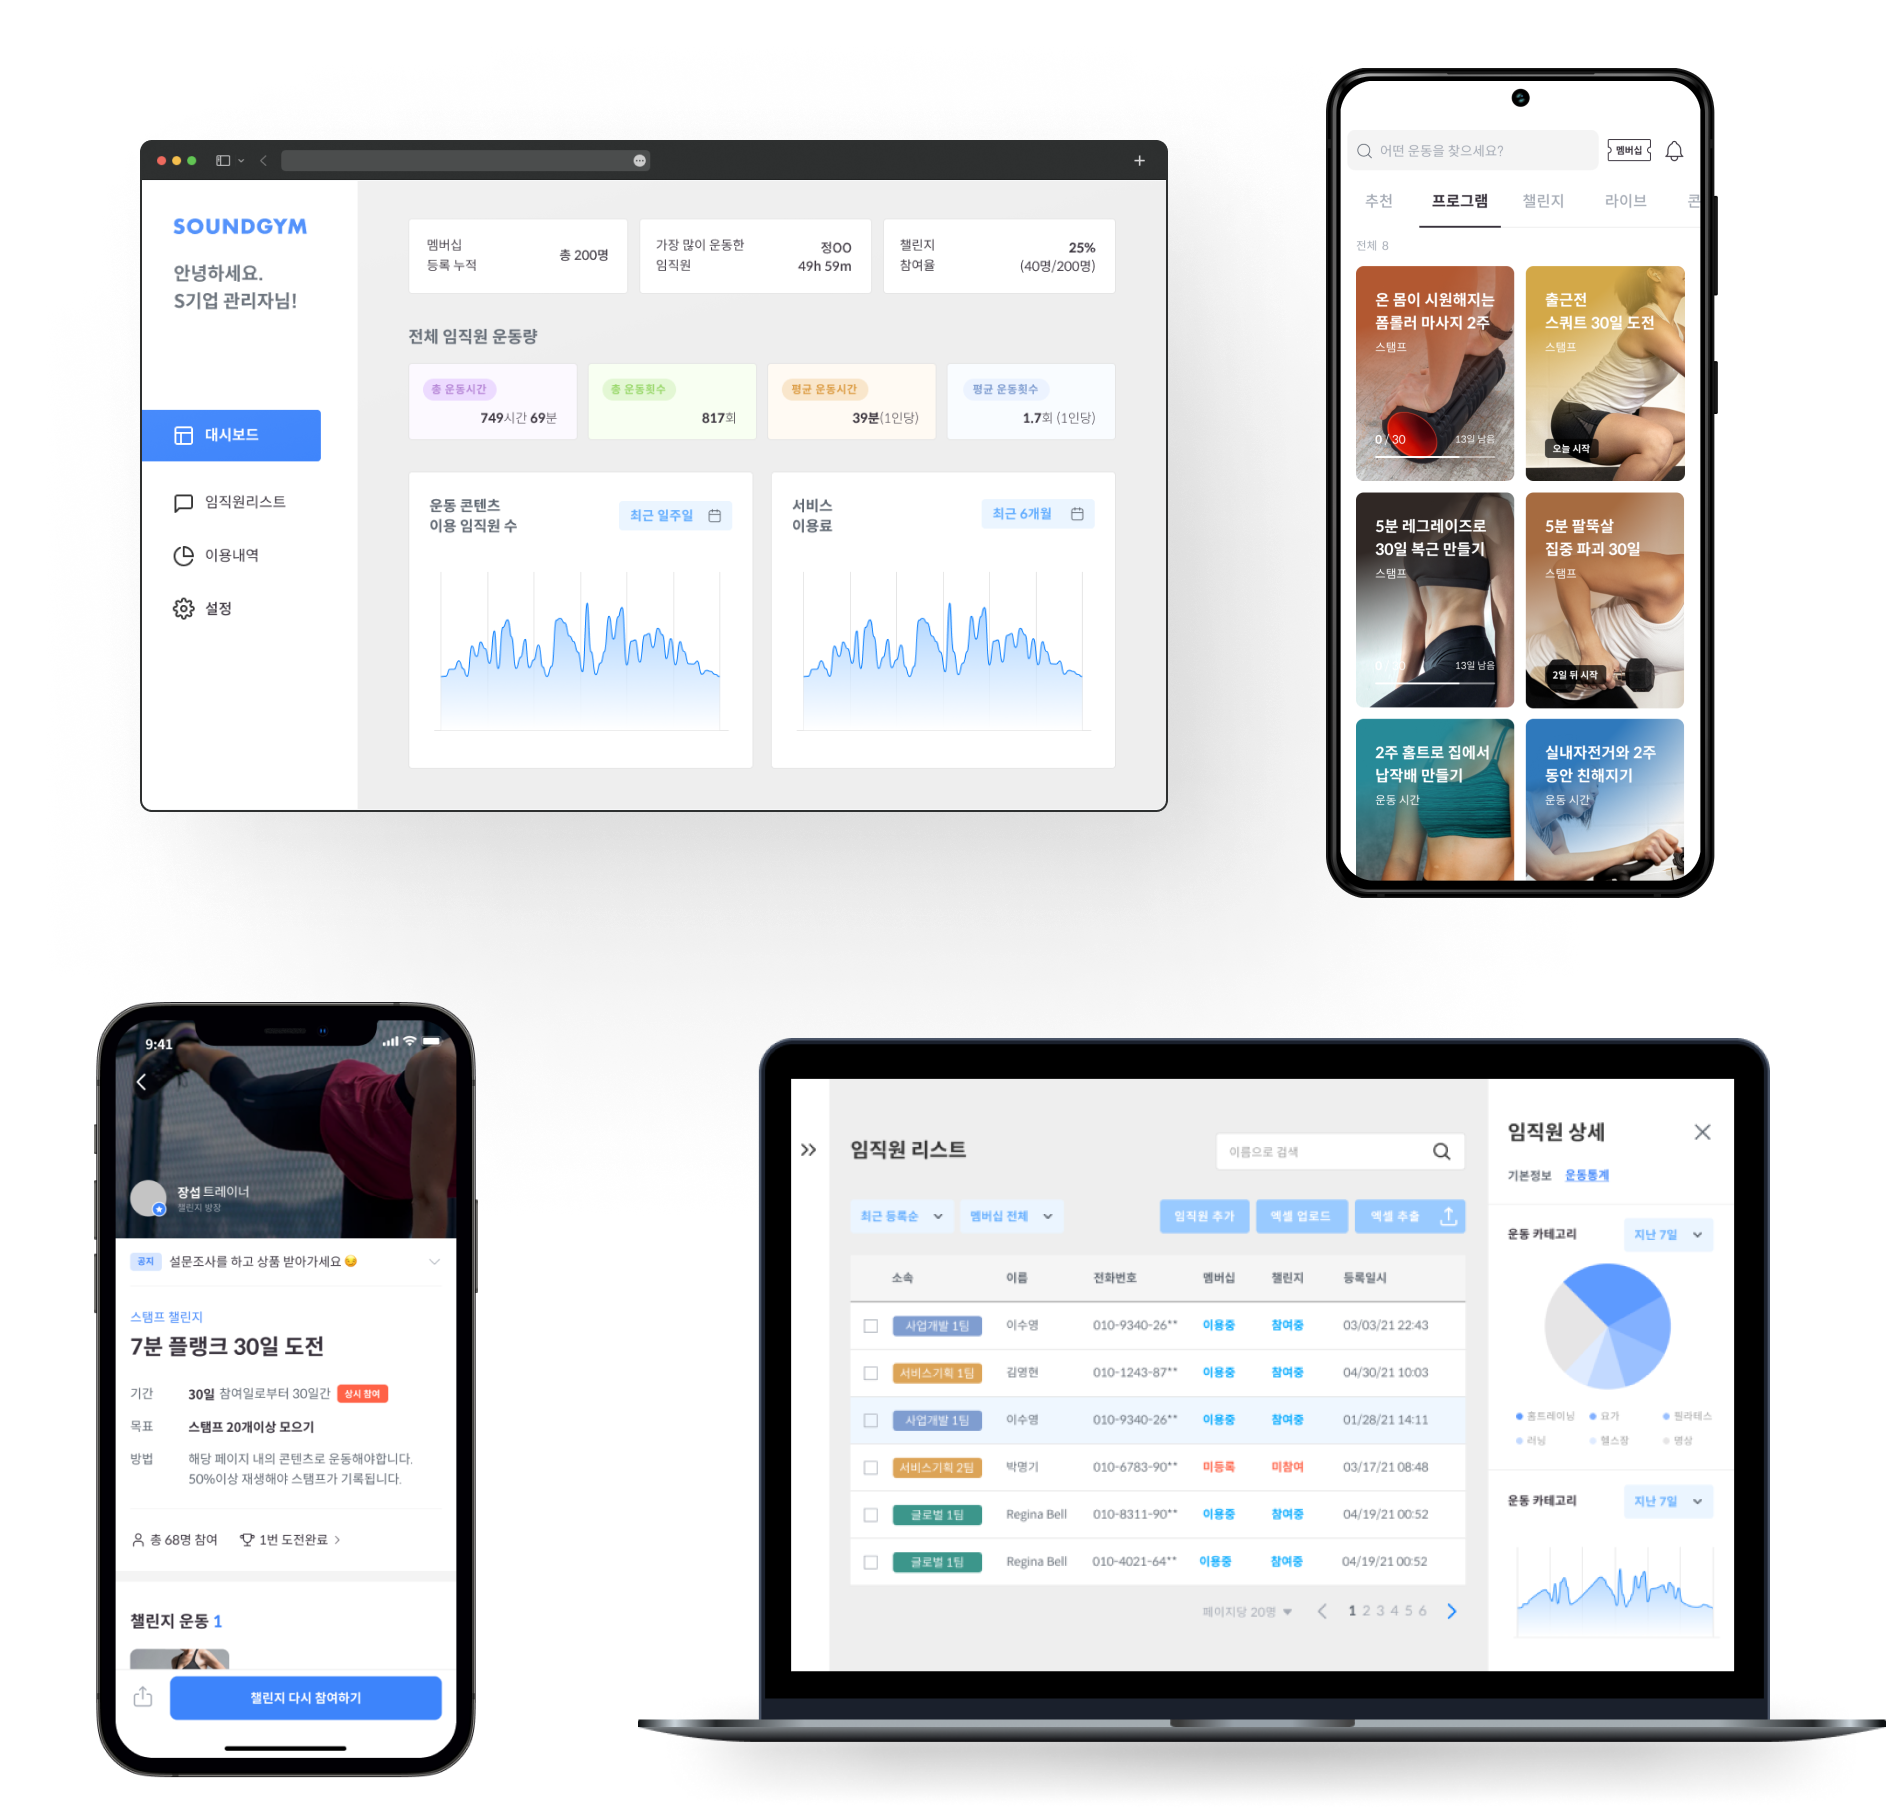 SOUNDGYM
안녕하세요.
S기업 관리자님!
대시보드
임직원리스트
이용내역
설정
멤버십
등록 누적
총 200명
가장 많이 운동한
임직원
정OO
49h 59m
챌린지
참여율
25%
(40명/200명)
전체 임직원 운동량
총 운동시간
749시간 69분
총 운동횟수
817회
평균 운동시간
39분(1인당)
평균 운동횟수
1.7회 (1인당)
운동 콘텐츠
이용 임직원 수
최근 일주일
서비스
이용료
최근 6개월
어떤 운동을 찾으세요?
멤버십
추천 프로그램 챌린지 라이브 콘
전체 8
온 몸이 시원해지는
폼롤러 마사지 2주
스탬프
0 / 30
13일 남음
출근전
스쿼트 30일 도전
스탬프
오늘 시작
5분 레그레이즈로
30일 복근 만들기
스탬프
0 / 30
13일 남음
5분 팔뚝살
집중 파괴 30일
스탬프
2일 뒤 시작
2주 홈트로 집에서
납작배 만들기
운동 시간
실내자전거와 2주
동안 친해지기
운동 시간
9:41
장섭 트레이너
챌린지 방장
공지 설문조사를 하고 상품 받아가세요
스탬프 챌린지
7분 플랭크 30일 도전
기간 30일 참여일로부터 30일간 상시 참여
목표 스탬프 20개이상 모으기
방법 해당 페이지 내의 콘텐츠로 운동해야합니다.
50%이상 재생해야 스탬프가 기록됩니다.
총 68명 참여 1번 도전완료
챌린지 운동 1
챌린지 다시 참여하기
임직원 리스트
이름으로 검색
최근 등록순 멤버십 전체 임직원 추가 엑셀 업로드 엑셀 추출
소속 이름 전화번호 멤버십 챌린지 등록일시
사업개발 1팀 이수영 010-9340-26** 이용중 참여중 03/03/21 22:43
서비스기획 1팀 김영현 010-1243-87** 이용중 참여중 04/30/21 10:03
사업개발 1팀 이수영 010-9340-26** 이용중 참여중 01/28/21 14:11
서비스기획 2팀 박명기 010-6783-90** 미등록 미참여 03/17/21 08:48
글로벌 1팀 Regina Bell 010-8311-90** 이용중 참여중 04/19/21 00:52
글로벌 1팀 Regina Bell 010-4021-64** 이용중 참여중 04/19/21 00:52
페이지당 20명 1 2 3 4 5 6
임직원 상세
기본정보 운동통계
운동 카테고리 지난 7일
홈트레이닝 요가 필라테스
러닝 헬스장 명상
운동 카테고리 지난 7일